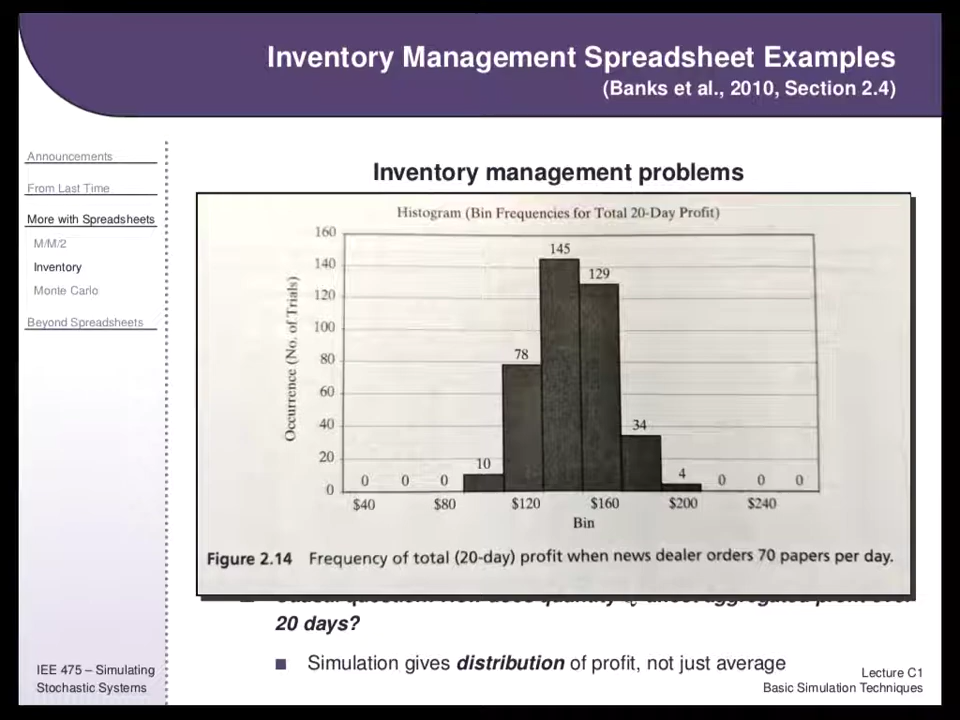 Inventory Management Spreadsheet Examples
(Banks et al., 2010, Section 2.4)
Announcements
From Last Time
More with Spreadsheets
M/M/2
Inventory
Monte Carlo
Beyond Spreadsheets
Inventory management problems
Histogram (Bin Frequencies for Total 20-Day Profit)
Occurrence (No. of Trials)
160
140
120
100
80
60
40
20
0
0 0 0 10 78 145 129 34 4 0 0 0
$40 $80 $120 $160 $200 $240
Bin
Figure 2.14 Frequency of total (20-day) profit when news dealer orders 70 papers per day.
20 days?
Simulation gives distribution of profit, not just average
IEE 475 – Simulating
Stochastic Systems
Lecture C1
Basic Simulation Techniques